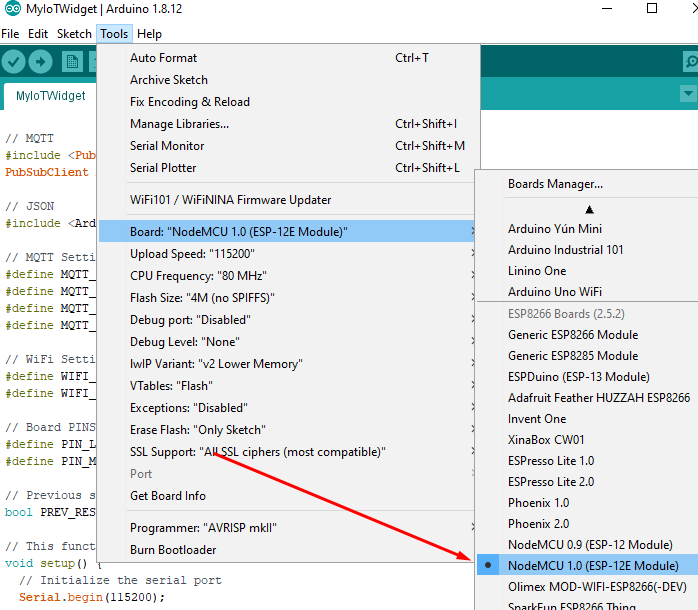 MyIoTWidget | Arduino 1.8.12
File Edit Sketch Tools Help
MyIoTWidget
// MQTT
#include <Pub
PubSubClient
// JSON
#include <Ard
// MQTT Setti
#define MQTT_
#define MQTT_
#define MQTT_
#define MQTT_
// WiFi Setti
#define WIFI_
#define WIFI_
// Board PINS
#define PIN_L
#define PIN_M
// Previous s
bool PREV_RES
// This funct
void setup() {
// Initialize the serial port
Serial.begin(115200);
Auto Format Ctrl+T
Archive Sketch
Fix Encoding & Reload
Manage Libraries... Ctrl+Shift+I
Serial Monitor Ctrl+Shift+M
Serial Plotter Ctrl+Shift+L
WiFi101 / WiFiNINA Firmware Updater
Board: "NodeMCU 1.0 (ESP-12E Module)"
Upload Speed: "115200"
CPU Frequency: "80 MHz"
Flash Size: "4M (no SPIFFS)"
Debug port: "Disabled"
Debug Level: "None"
lwIP Variant: "v2 Lower Memory"
VTables: "Flash"
Exceptions: "Disabled"
Erase Flash: "Only Sketch"
SSL Support: "All SSL ciphers (most compatible)"
Port
Get Board Info
Programmer: "AVRISP mkII"
Burn Bootloader
Boards Manager...
Arduino Yún Mini
Arduino Industrial 101
Linino One
Arduino Uno WiFi
ESP8266 Boards (2.5.2)
Generic ESP8266 Module
Generic ESP8285 Module
ESPDuino (ESP-13 Module)
Adafruit Feather HUZZAH ESP8266
Invent One
XinaBox CW01
ESPresso Lite 1.0
ESPresso Lite 2.0
Phoenix 1.0
Phoenix 2.0
NodeMCU 0.9 (ESP-12 Module)
NodeMCU 1.0 (ESP-12E Module)
Olimex MOD-WIFI-ESP8266(-DEV)
SparkFun ESP8266 Thing